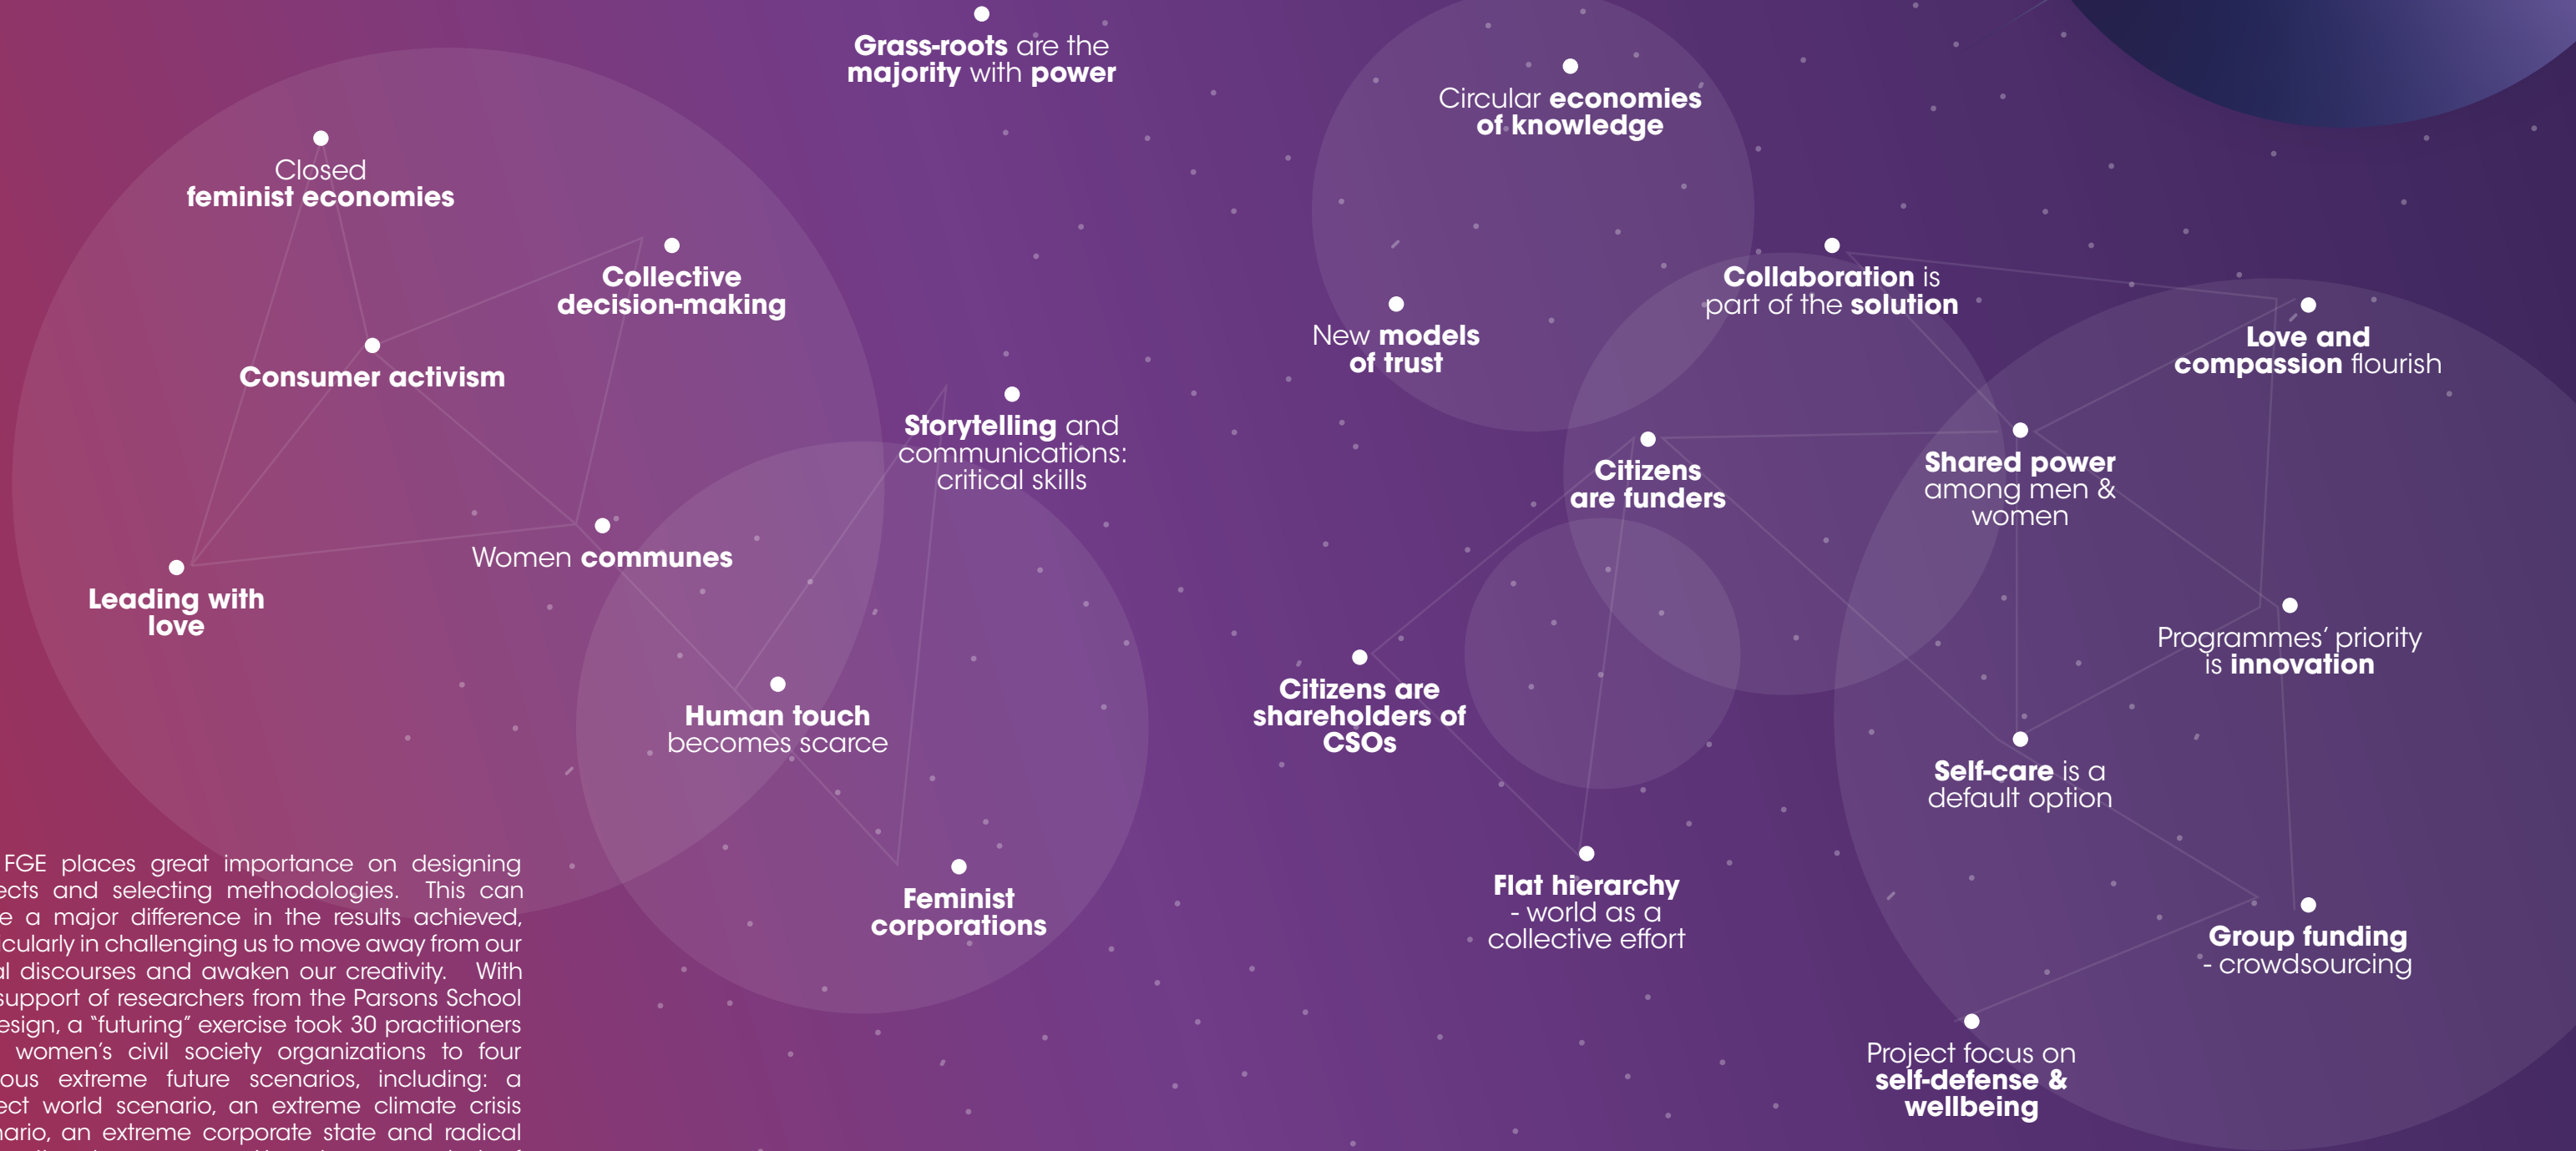 Grass-roots are the
majority with power
Circular economies
of knowledge
Closed
feminist economies
Collective
decision-making
Collaboration is
part of the solution
New models
of trust
Love and
compassion flourish
Consumer activism
Storytelling and
communications:
critical skills
Citizens
are funders
Shared power
among men &
women
Women communes
Leading with
love
Programmes’ priority
is innovation
Human touch
becomes scarce
Citizens are
shareholders of
CSOs
Self-care is a
default option
Feminist
corporations
Flat hierarchy
- world as a
collective effort
Group funding
- crowdsourcing
Project focus on
self-defense &
wellbeing
FGE places great importance on designing
and selecting methodologies. This can
a major difference in the results achieved,
in challenging us to move away from our
discourses and awaken our creativity. With
support of researchers from the Parsons School
a “futuring” exercise took 30 practitioners
women’s civil society organizations to four
extreme future scenarios, including: a
world scenario, an extreme climate crisis
an extreme corporate state and radical